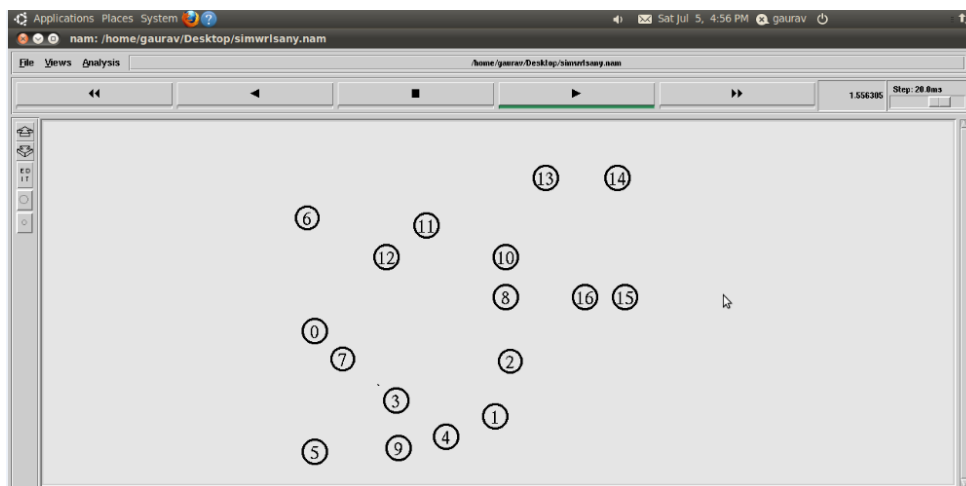 Applications Places System
Sat Jul 5, 4:56 PM gaurav
nam: /home/gaurav/Desktop/simwrlsany.nam
File Views Analysis /home/gaurav/Desktop/simwrlsany.nam
1.556305 Step: 20.0ms
ED
IT
13 14
6 11
12 10
8 16 15
0
7 2
3
1
4
5 9